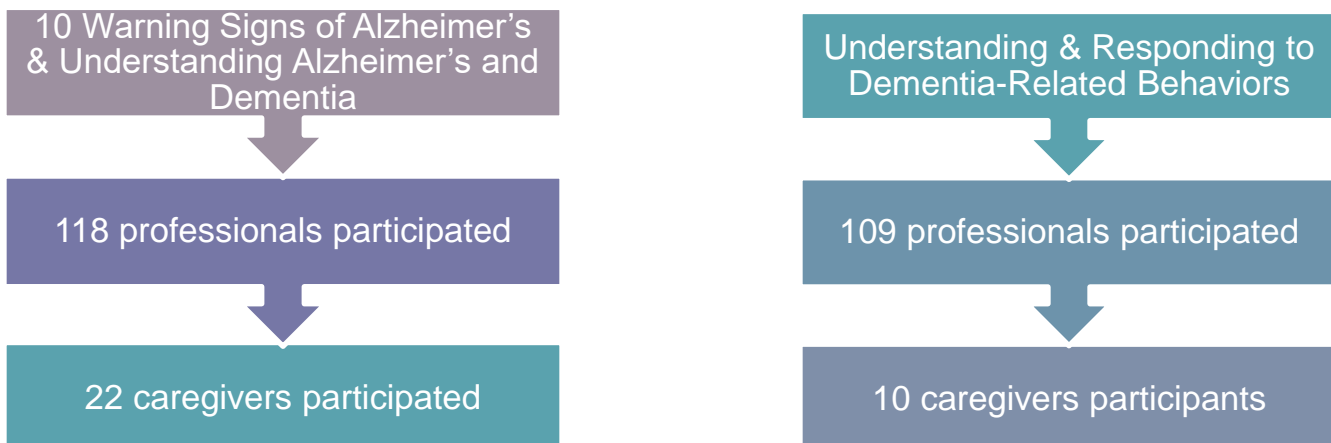 10 Warning Signs of Alzheimer's
& Understanding Alzheimer's and
Dementia
118 professionals participated
22 caregivers participated
Understanding & Responding to
Dementia-Related Behaviors
109 professionals participated
10 caregivers participants